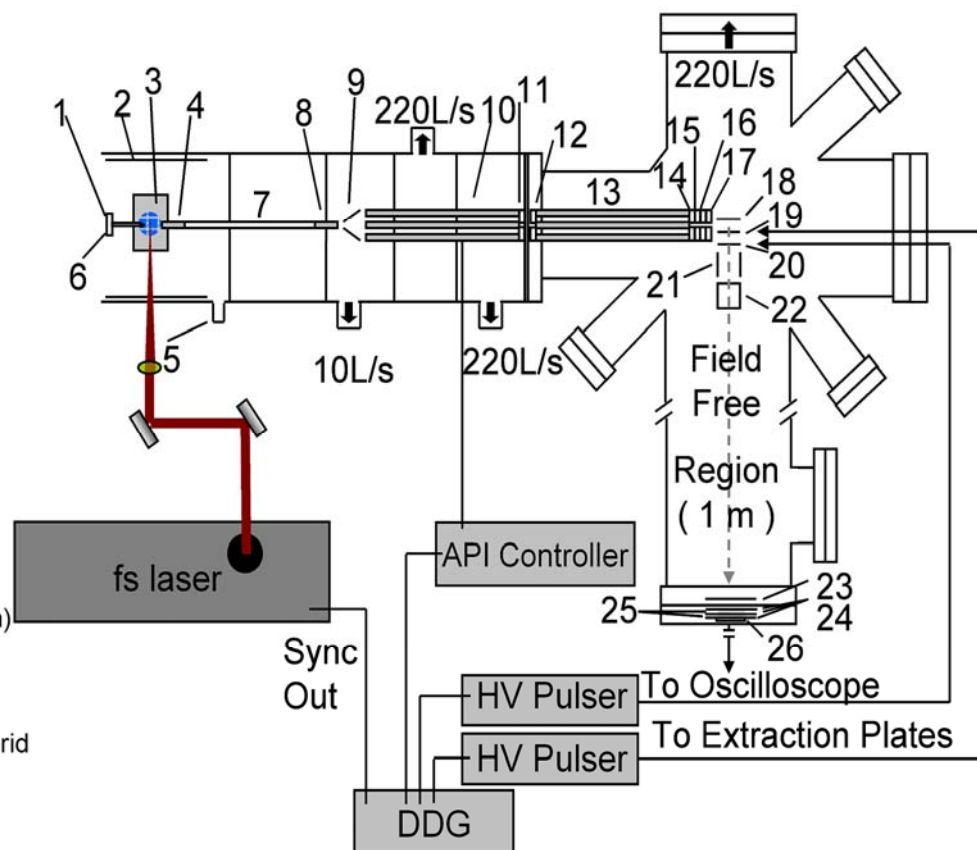 220L/s
11
3
9
2
4
220L/s
10
16
1
8
12
15
17
7
13
14
18
19
6
20
21
22
5
10L/s
220L/s
Field
Free
Region
( 1 m )
API Controller
fs laser
23
)
25
24
26
Sync
Out
HV Pulser
To Oscilloscope
rid
HV Pulser
To Extraction Plates
DDG